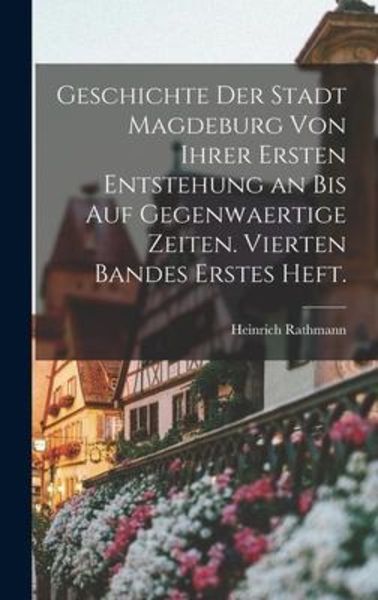 Geschichte Der Stadt
Magdeburg Von
Ihrer Ersten
Entstehung an Bis
Auf Gegenwaertige
Zeiten. Vierten
Bandes Erstes Heft.
Heinrich Rathmann